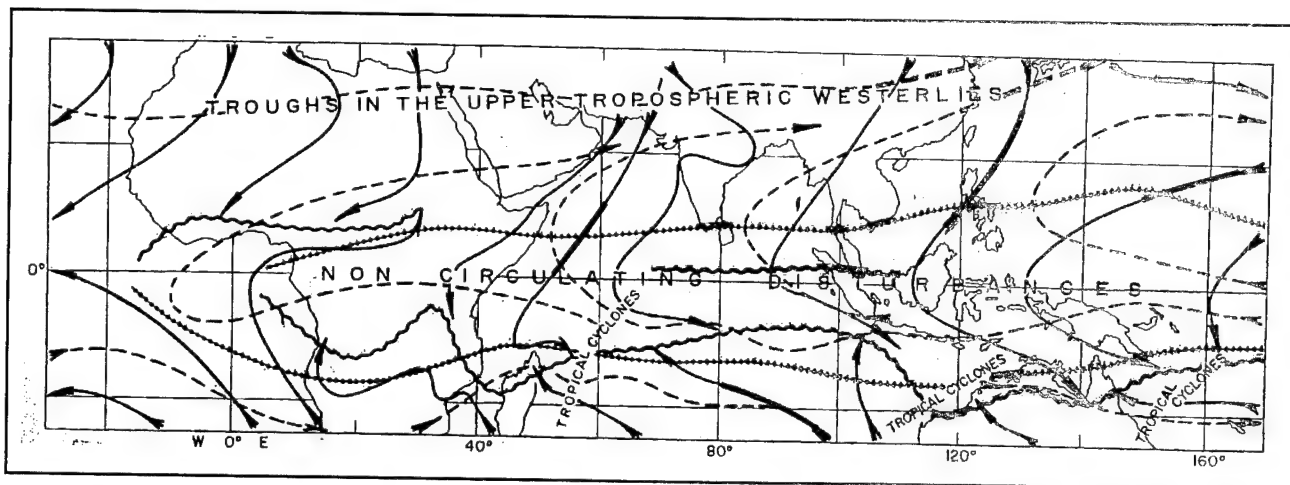 TROUGHS IN THE UPPER TROPOSPHERIC WESTERLIES
0°
NON CIRCULATING DISTURBANCES
TROPICAL CYCLONES
TROPICAL CYCLONES
TROPICAL
CYCLONES
W 0° E
40°
80°
120°
160°